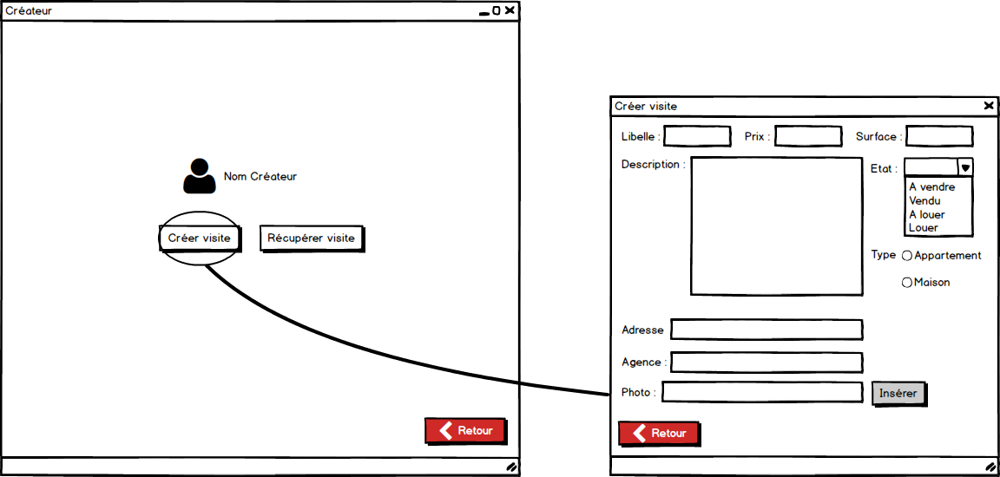 Créateur
Nom Créateur
Créer visite
Récupérer visite
Retour
Créer visite
Libelle :
Prix :
Surface :
Description :
Etat :
A vendre
Vendu
A louer
Louer
Type
Appartement
Maison
Adresse
Agence :
Photo :
Insérer
Retour